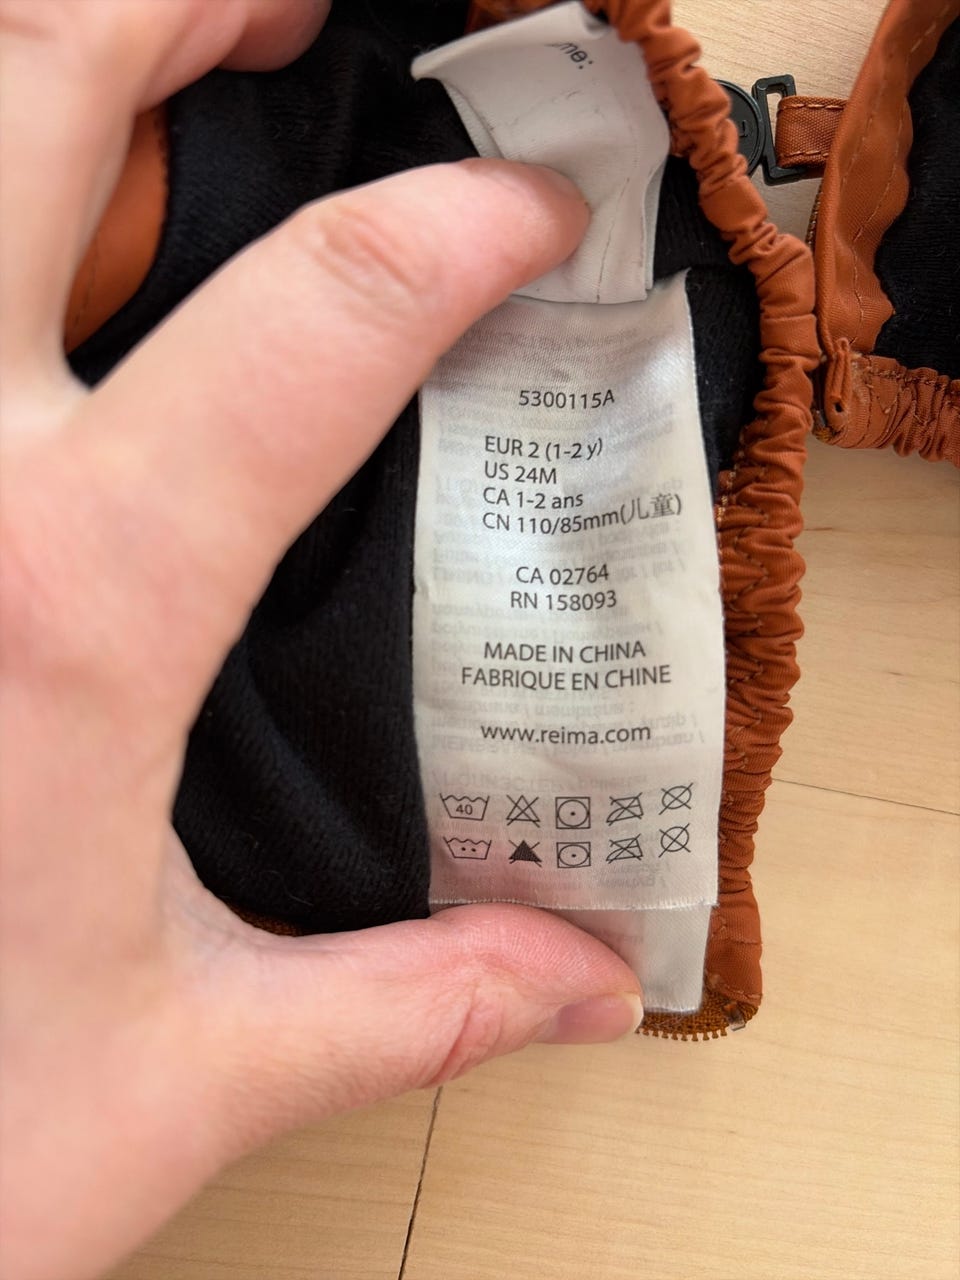 5300115A
EUR 2 (1-2 y)
US 24M
CA 1-2 ans
CN 110/85mm(儿童)
CA 02764
RN 158093
MADE IN CHINA
FABRIQUE EN CHINE
www.reima.com
40